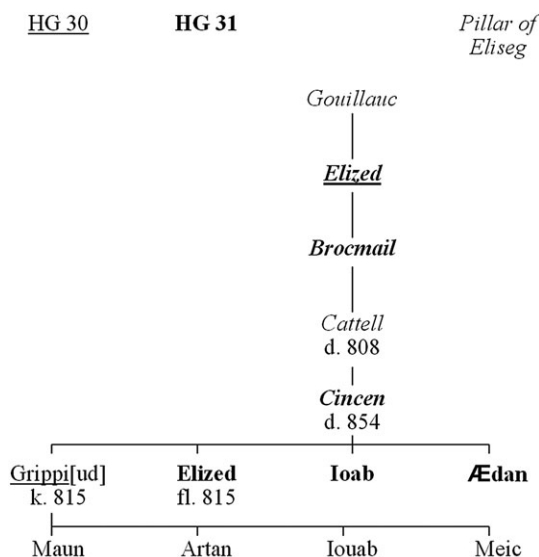 HG 30 HG 31 Pillar of
Eliseg
Gouillauc
Elized
Brocmail
Cattell
d. 808
Cincen
d. 854
Grippi[ud] Elized Ioab Ædan
k. 815 fl. 815
Maun Artan Iouab Meic